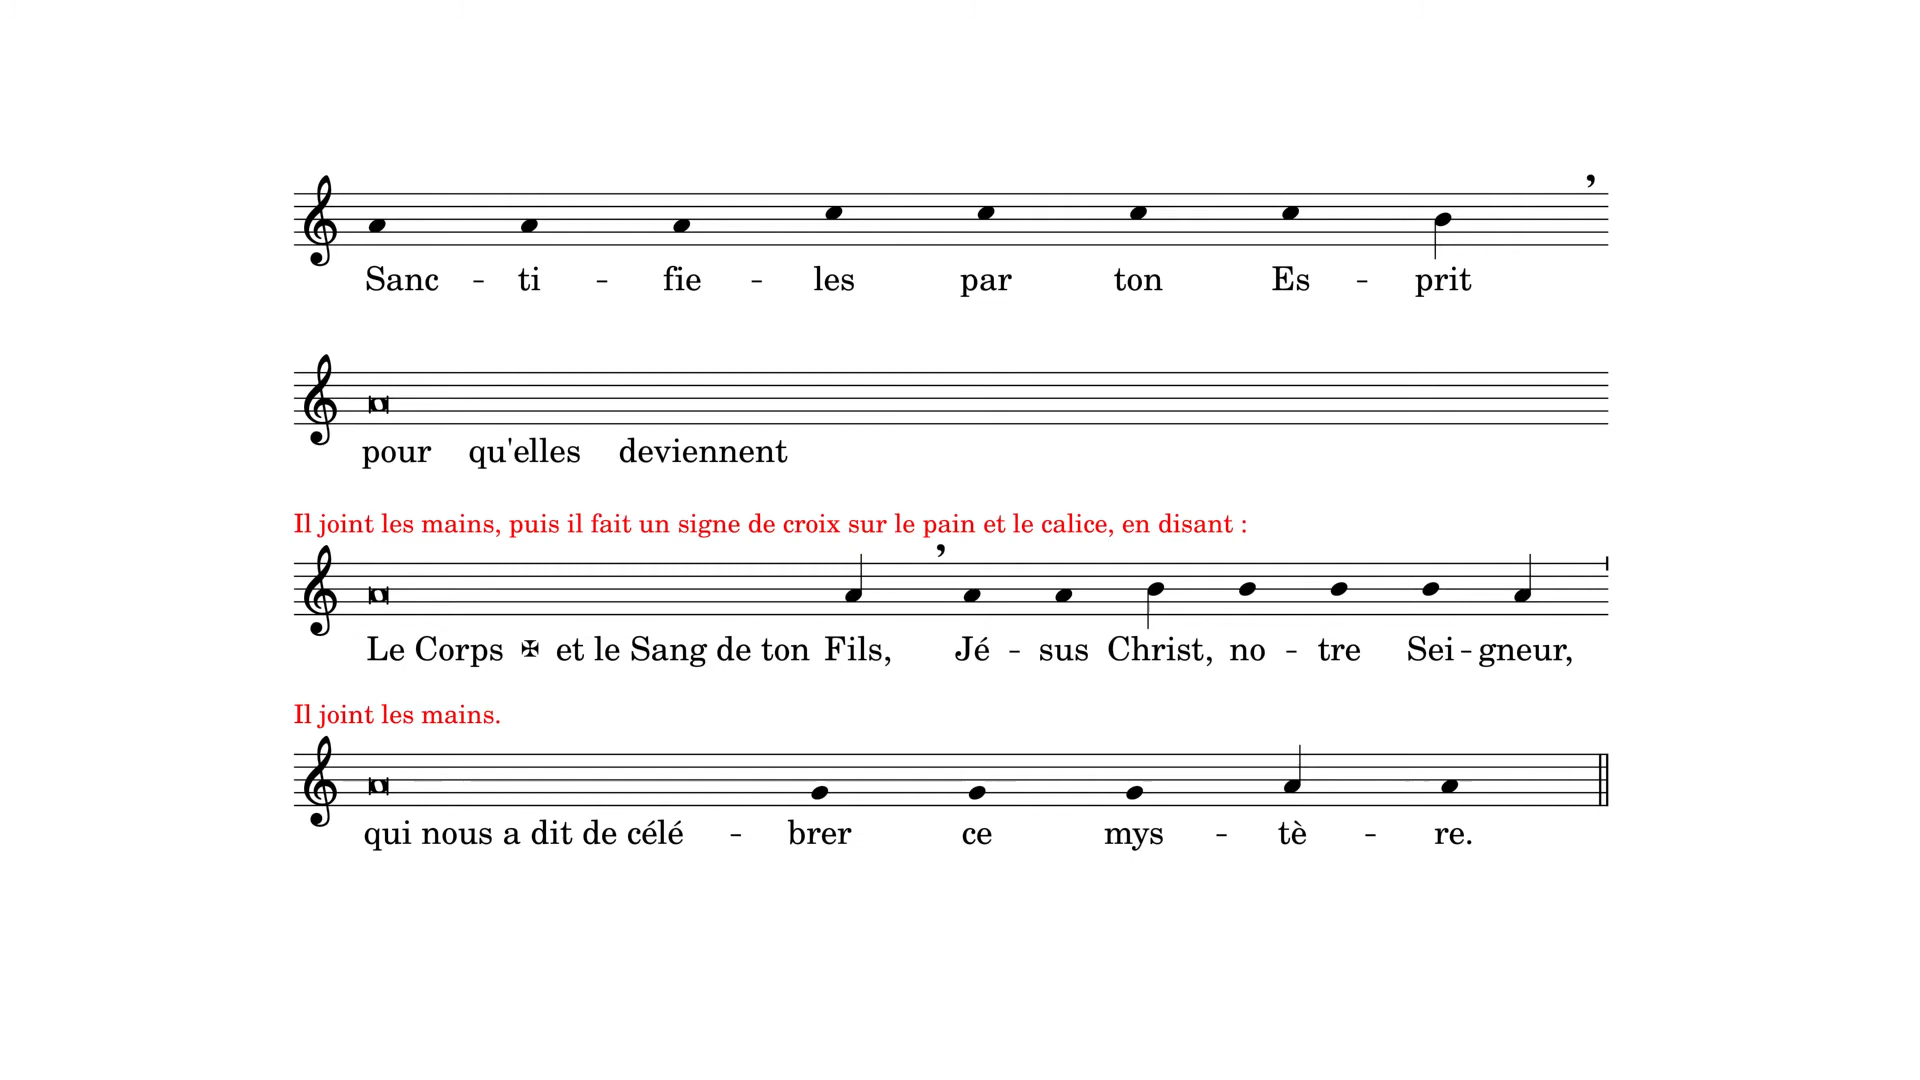 Sanc - ti - fie - les par ton Es - prit
pour qu'elles deviennent
Il joint les mains, puis il fait un signe de croix sur le pain et le calice, en disant :
Le Corps ✠ et le Sang de ton Fils, Jé - sus Christ, no - tre Sei - gneur,
Il joint les mains.
qui nous a dit de célé - brer ce mys - tè - re.